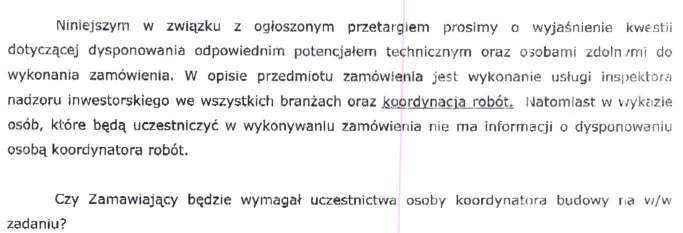 Niniejszym w związku z ogłoszonym przetargiem prosimy o wyjaśnienie kwestii
dotyczącej dysponowania odpowiednim potencjałem technicznym oraz osobami zdolnymi do
wykonania zamówienia. W opisie przedmiotu zamówienia jest wykonanie usługi inspektora
nadzoru inwestorskiego we wszystkich branżach oraz koordynacja robót. Natomiast w wykazie
osób, które będą uczestniczyć w wykonywaniu zamówienia nie ma informacji o dysponowaniu
osobą koordynatora robót.
Czy Zamawiający będzie wymagał uczestnictwa osoby koordynatora budowy na w/w
zadaniu?